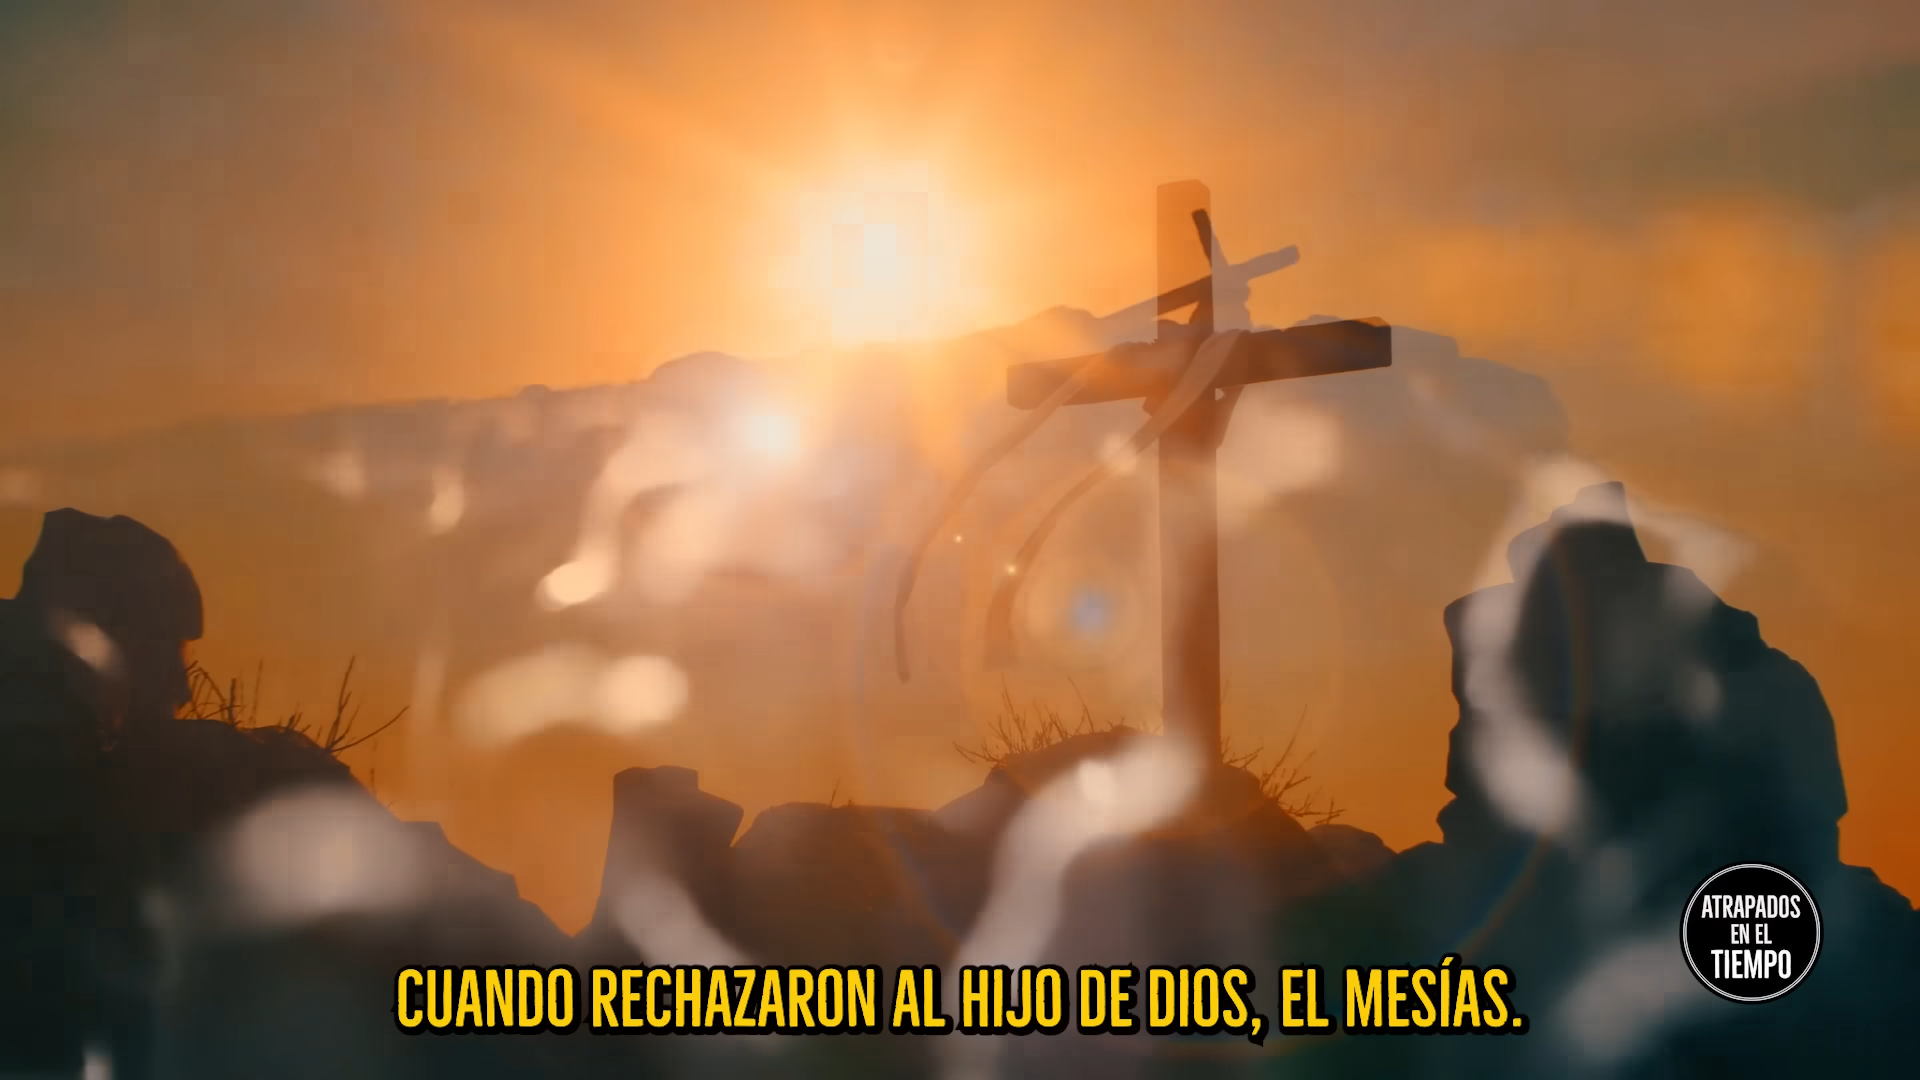 ATRAPADOS
EN EL
TIEMPO
CUANDO RECHAZARON AL HIJO DE DIOS, EL MESÍAS.